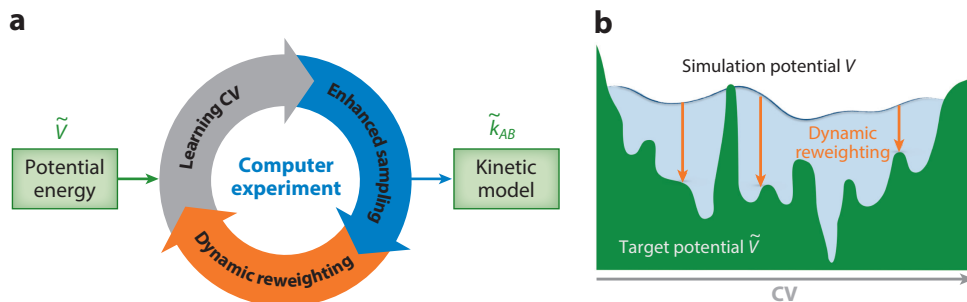 a
Ṽ
Potential
energy
Learning CV
Enhanced sampling
Dynamic reweighting
Computer
experiment
k̃_AB
Kinetic
model
b
Simulation potential V
Dynamic
reweighting
Target potential Ṽ
CV